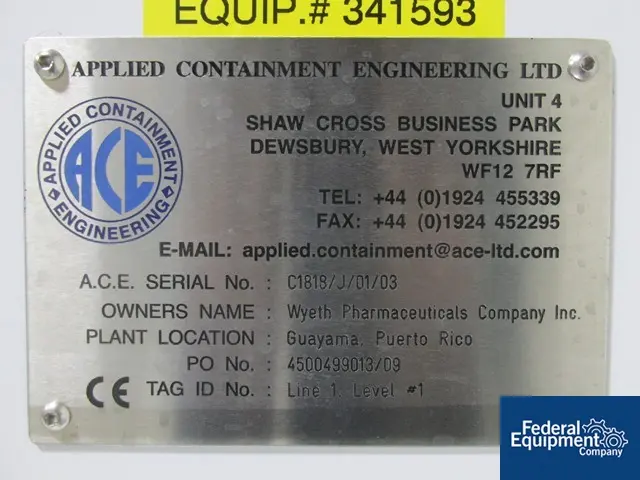 EQUIP.# 341593
APPLIED CONTAINMENT ENGINEERING LTD
UNIT 4
SHAW CROSS BUSINESS PARK
DEWSBURY, WEST YORKSHIRE
WF12 7RF
TEL: +44 (0)1924 455339
FAX: +44 (0)1924 452295
E-MAIL: applied.containment@ace-ltd.com
APPLIED CONTAINMENT
ACE
ENGINEERING
A.C.E. SERIAL No. : C1818/J/01/03
OWNERS NAME : Wyeth Pharmaceuticals Company Inc.
PLANT LOCATION : Guayama, Puerto Rico
PO No. : 4500499013/09
CE TAG ID No. : Line 1, Level #1
Federal
Equipment
Company